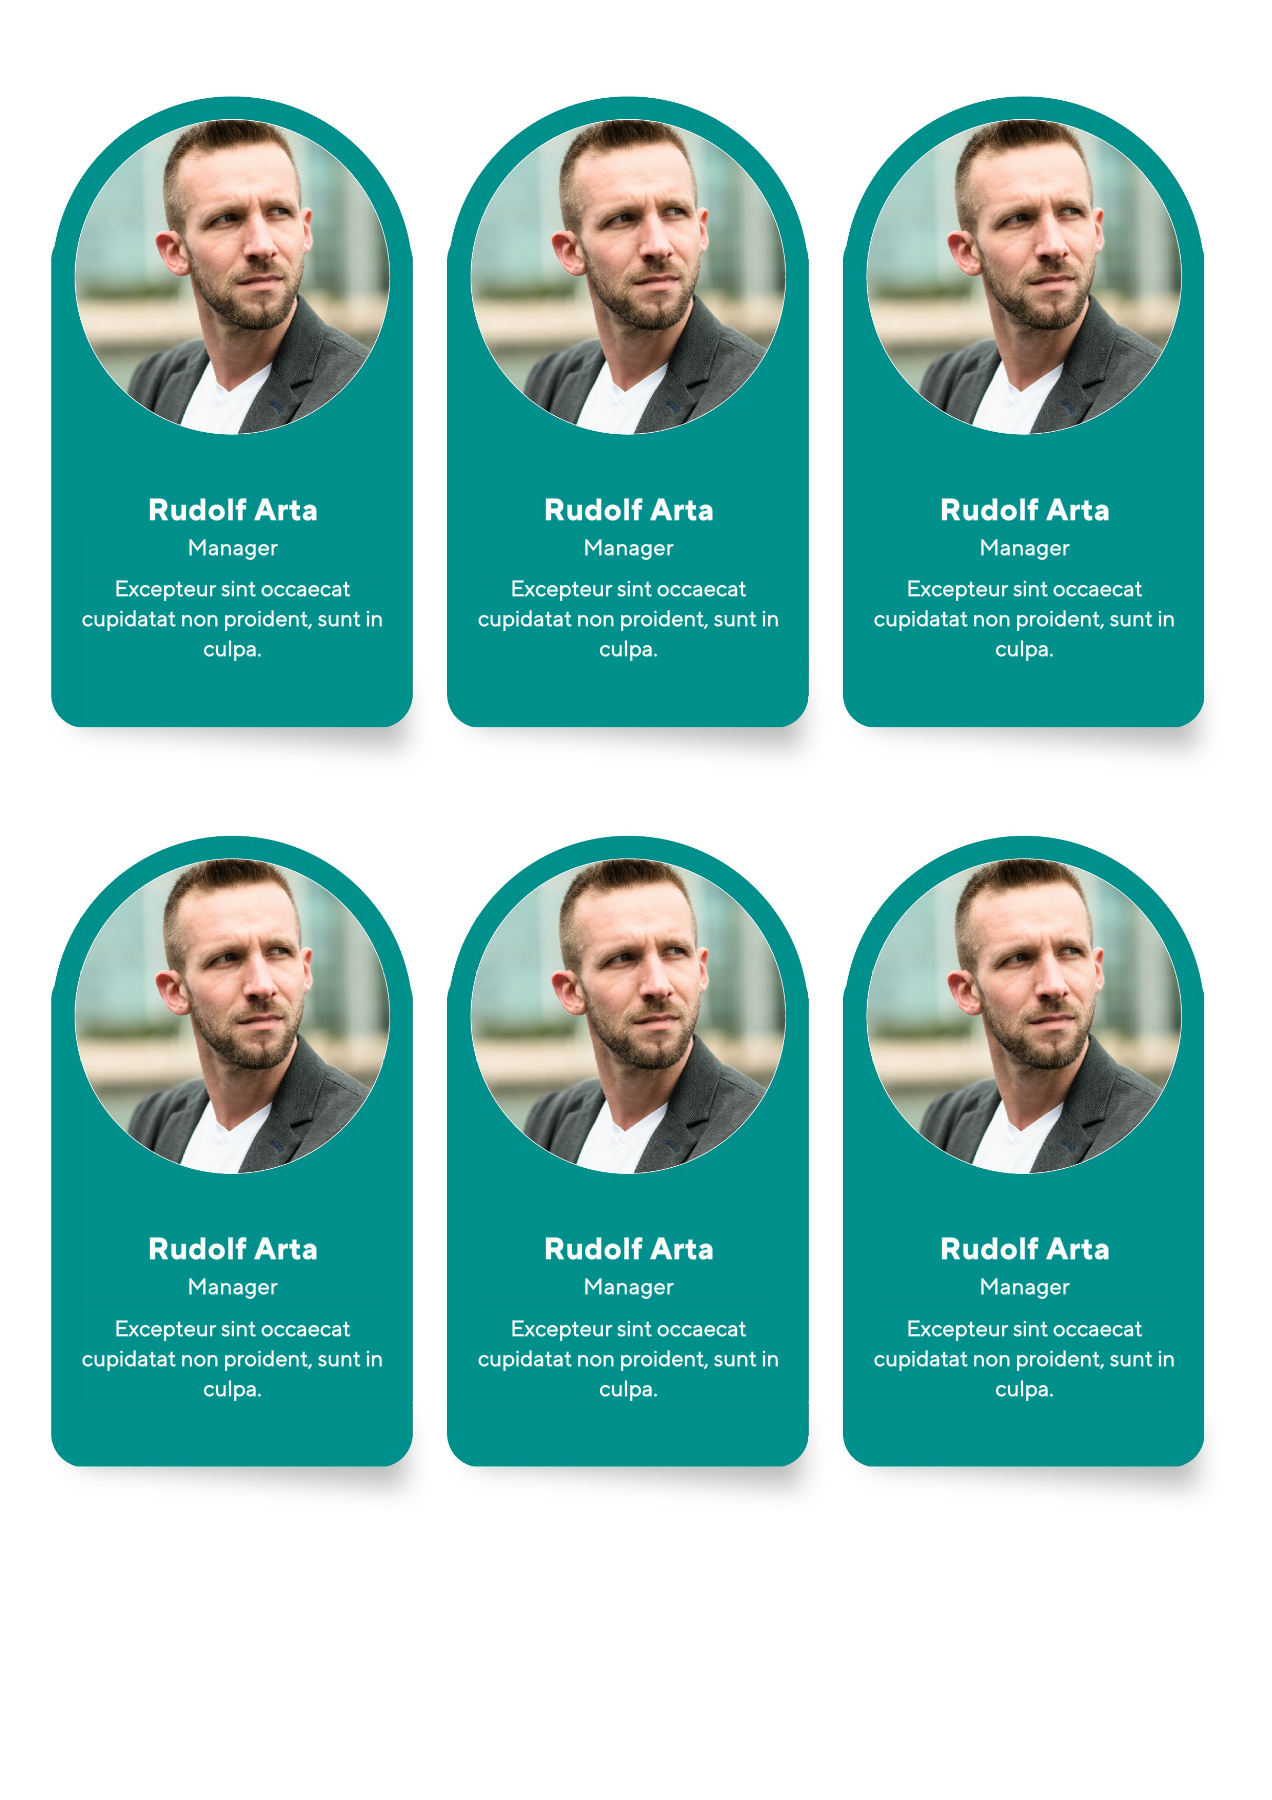 Rudolf Arta
Manager
Excepteur sint occaecat
cupidatat non proident, sunt in
culpa.
Rudolf Arta
Manager
Excepteur sint occaecat
cupidatat non proident, sunt in
culpa.
Rudolf Arta
Manager
Excepteur sint occaecat
cupidatat non proident, sunt in
culpa.
Rudolf Arta
Manager
Excepteur sint occaecat
cupidatat non proident, sunt in
culpa.
Rudolf Arta
Manager
Excepteur sint occaecat
cupidatat non proident, sunt in
culpa.
Rudolf Arta
Manager
Excepteur sint occaecat
cupidatat non proident, sunt in
culpa.